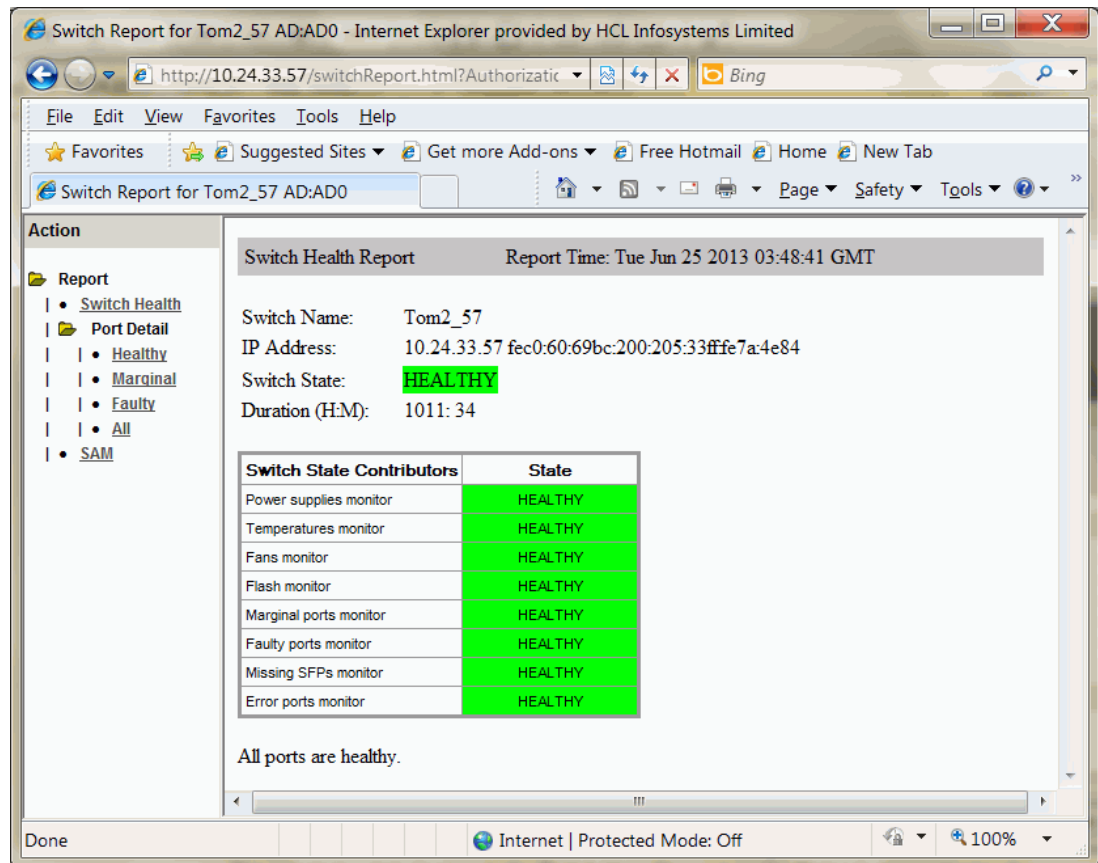 Switch Report for Tom2_57 AD:AD0 - Internet Explorer provided by HCL Infosystems Limited
http://10.24.33.57/switchReport.html?Authorizatic
Bing
File Edit View Favorites Tools Help
Favorites Suggested Sites Get more Add-ons Free Hotmail Home New Tab
Switch Report for Tom2_57 AD:AD0
Page Safety Tools »
Action
Report
| • Switch Health
| Port Detail
| | • Healthy
| | • Marginal
| | • Faulty
| | • All
| • SAM
Switch Health Report Report Time: Tue Jun 25 2013 03:48:41 GMT
Switch Name: Tom2_57
IP Address: 10.24.33.57 fec0:60:69bc:200:205:33ff:fe7a:4e84
Switch State: HEALTHY
Duration (H:M): 1011: 34
Switch State Contributors State
Power supplies monitor HEALTHY
Temperatures monitor HEALTHY
Fans monitor HEALTHY
Flash monitor HEALTHY
Marginal ports monitor HEALTHY
Faulty ports monitor HEALTHY
Missing SFPs monitor HEALTHY
Error ports monitor HEALTHY
All ports are healthy.
Done Internet | Protected Mode: Off 100%